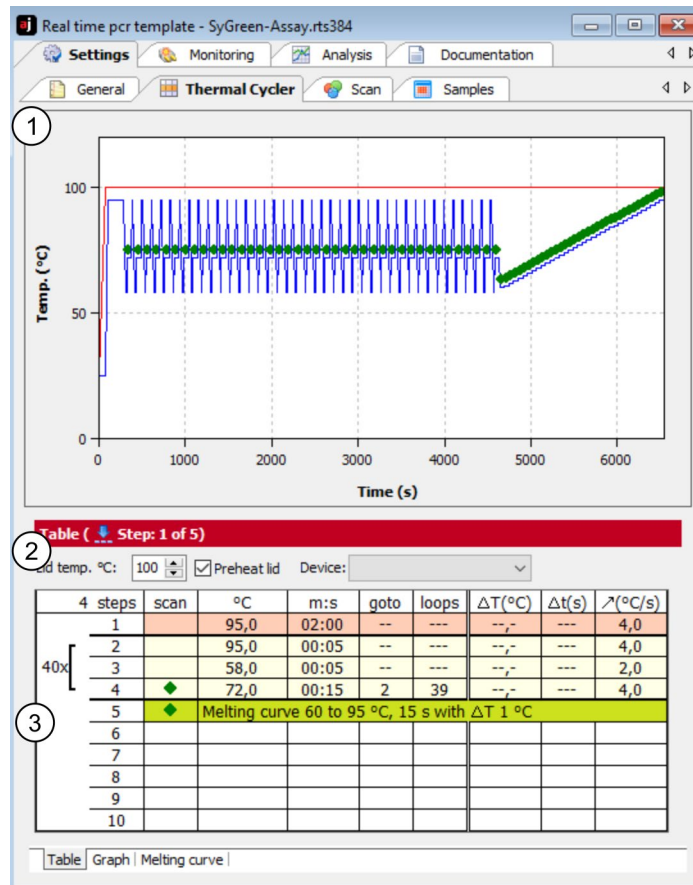 aj Real time pcr template - SyGreen-Assay.rts384
Settings Monitoring Analysis Documentation
General Thermal Cycler Scan Samples
1
100
50
0
Temp. (°C)
0 1000 2000 3000 4000 5000 6000
Time (s)
Table ( Step: 1 of 5)
2
Lid temp. °C: 100 Preheat lid Device:
4 steps scan °C m:s goto loops △T(°C) △t(s) ↗(°C/s)
1 95,0 02:00 -- --- --,- --- 4,0
2 95,0 00:05 -- --- --,- --- 4,0
40x 3 58,0 00:05 -- --- --,- --- 2,0
4 72,0 00:15 2 39 --,- --- 4,0
3
5 Melting curve 60 to 95 °C, 15 s with △T 1 °C
6
7
8
9
10
Table Graph Melting curve